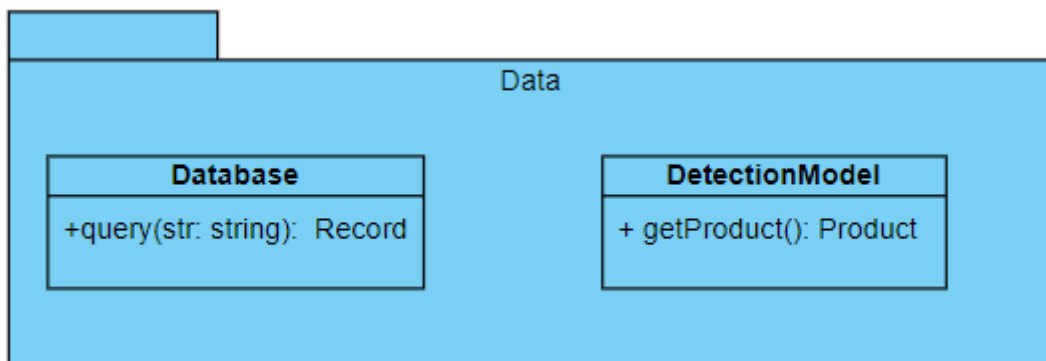 Data
Database
+query(str: string):  Record
DetectionModel
+ getProduct(): Product